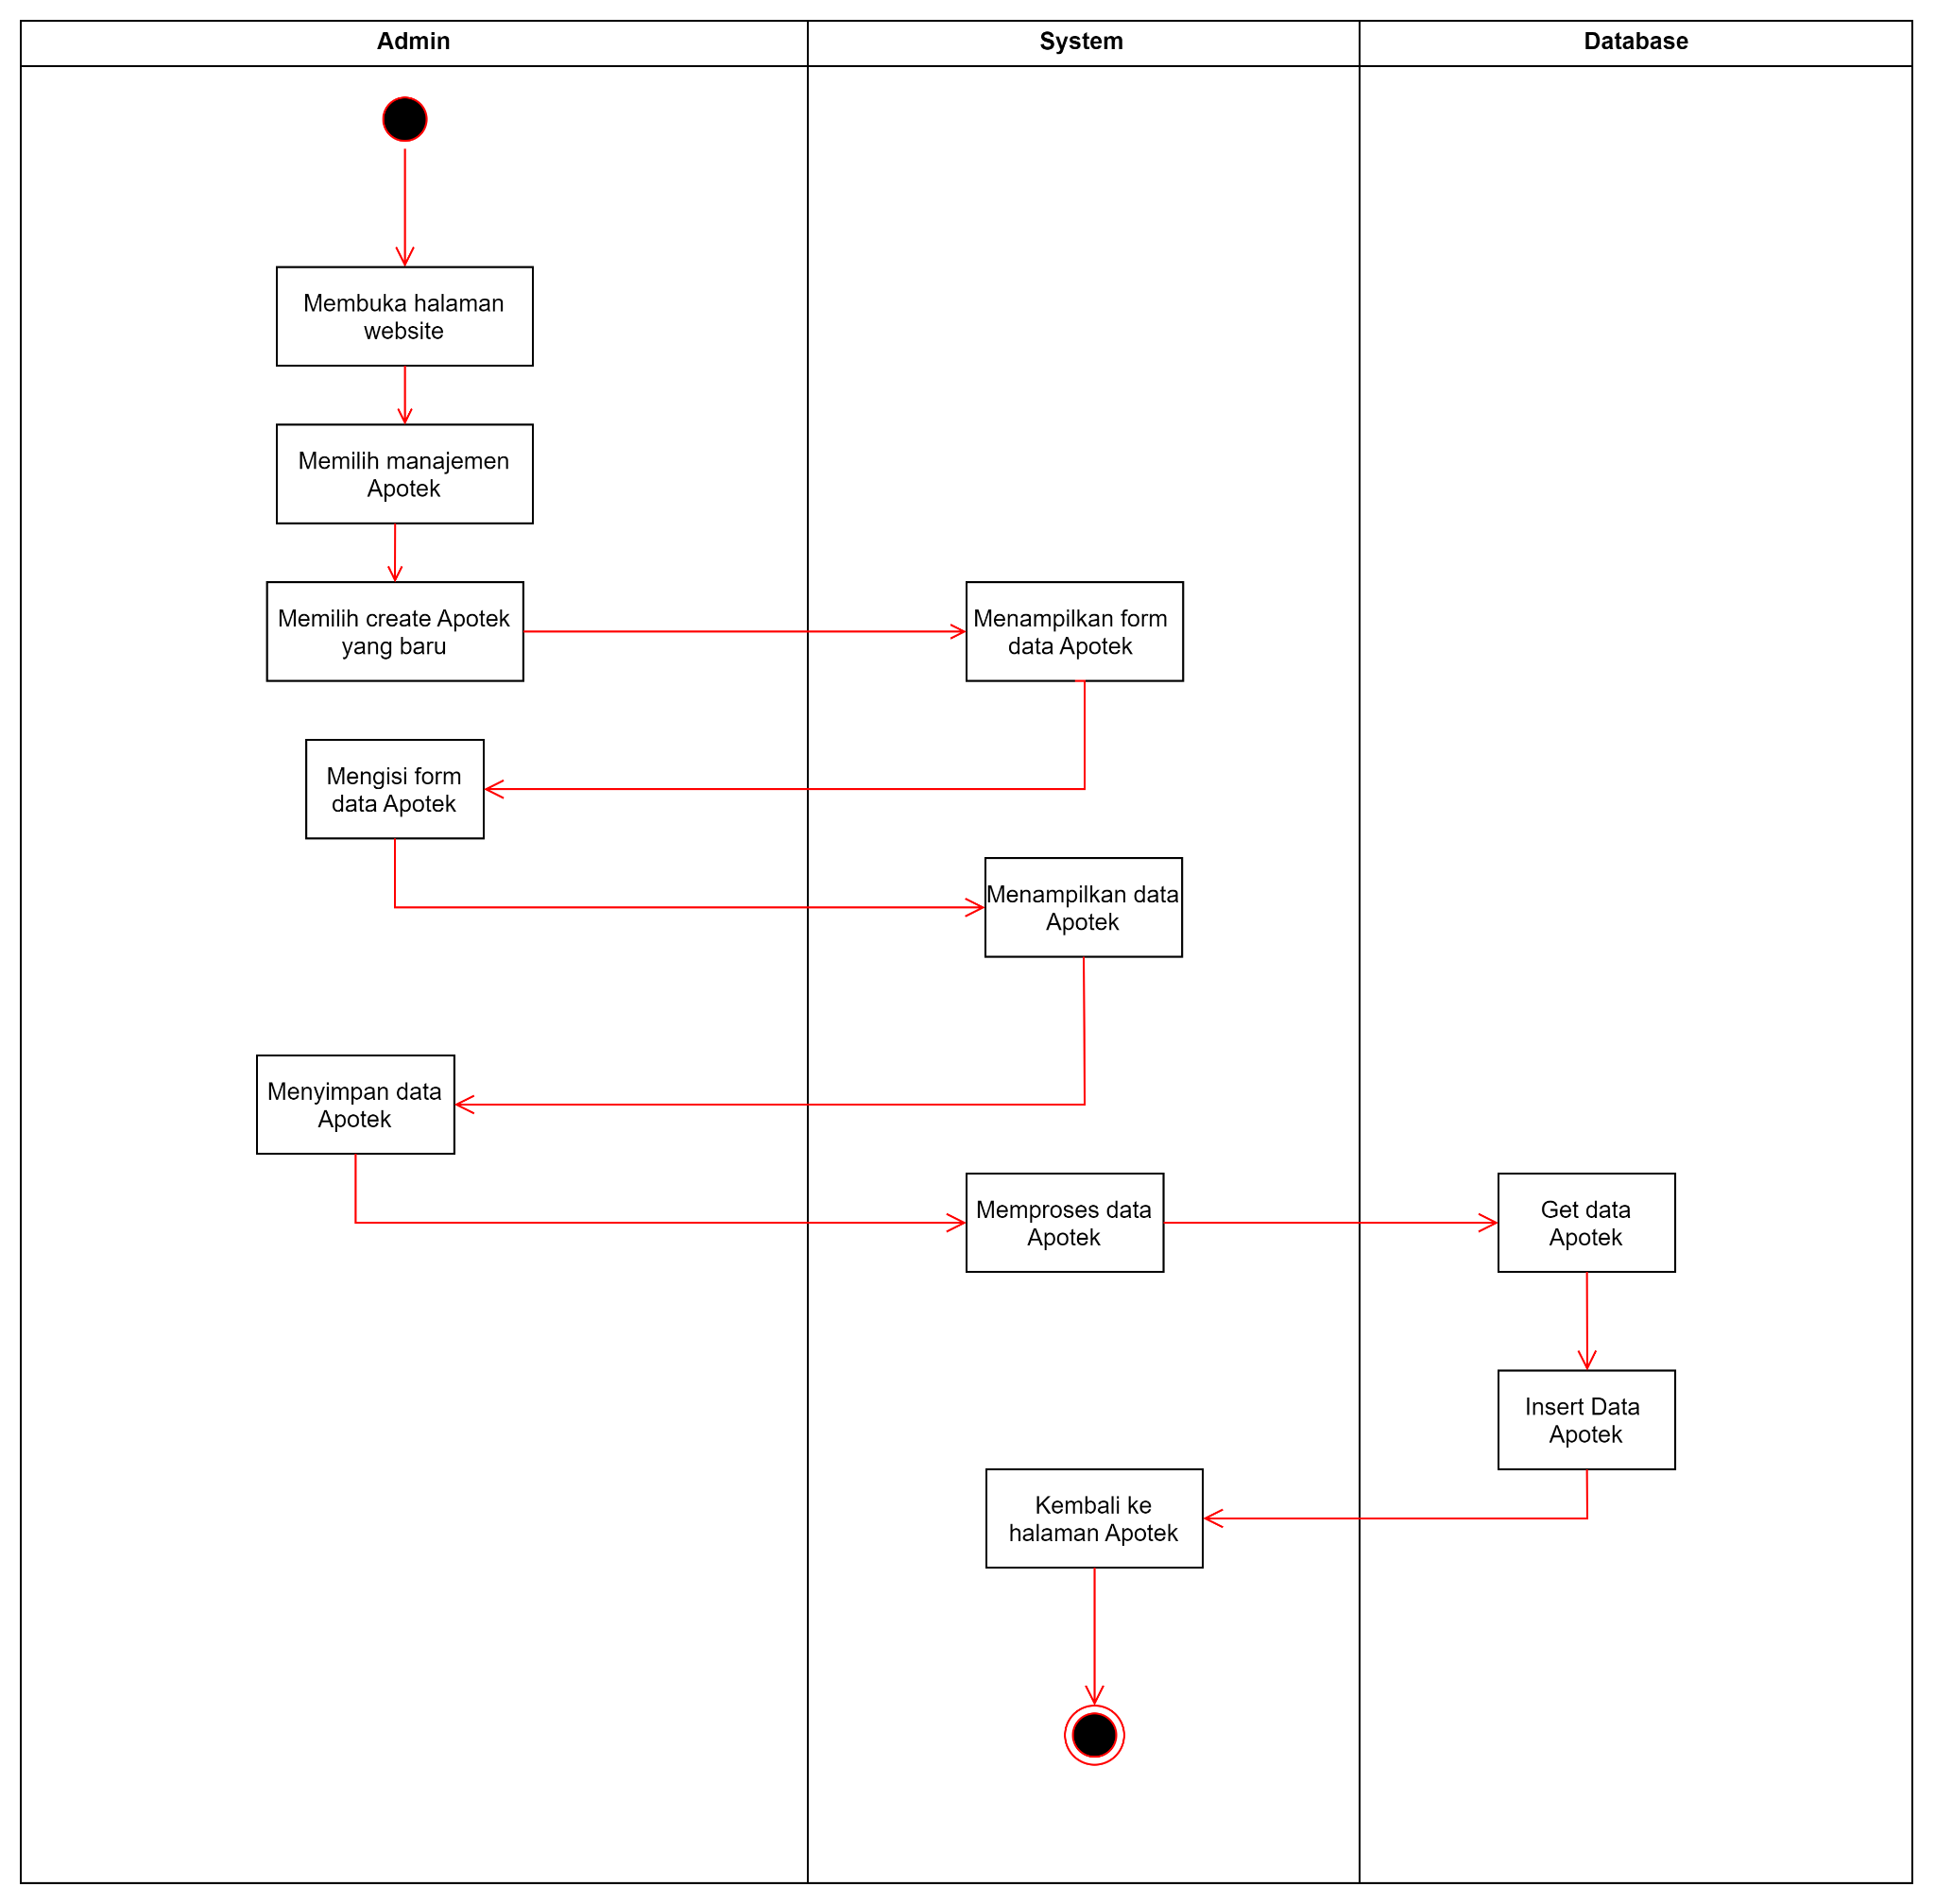 Admin
System
Database
Membuka halaman
website
Memilih manajemen
Apotek
Memilih create Apotek
yang baru
Menampilkan form
data Apotek
Mengisi form
data Apotek
Menampilkan data
Apotek
Menyimpan data
Apotek
Memproses data
Apotek
Get data
Apotek
Insert Data
Apotek
Kembali ke
halaman Apotek